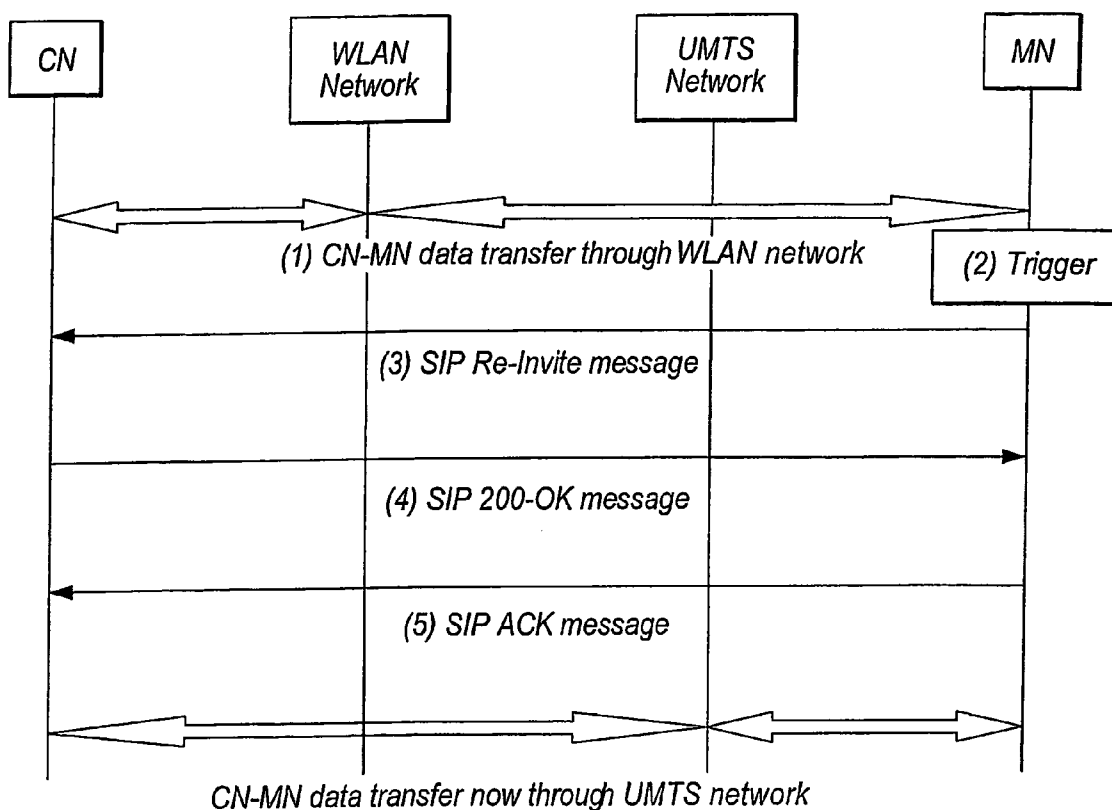 CN
WLAN
Network
UMTS
Network
MN
(1) CN-MN data transfer through WLAN network
(2) Trigger
(3) SIP Re-Invite message
(4) SIP 200-OK message
(5) SIP ACK message
CN-MN data transfer now through UMTS network